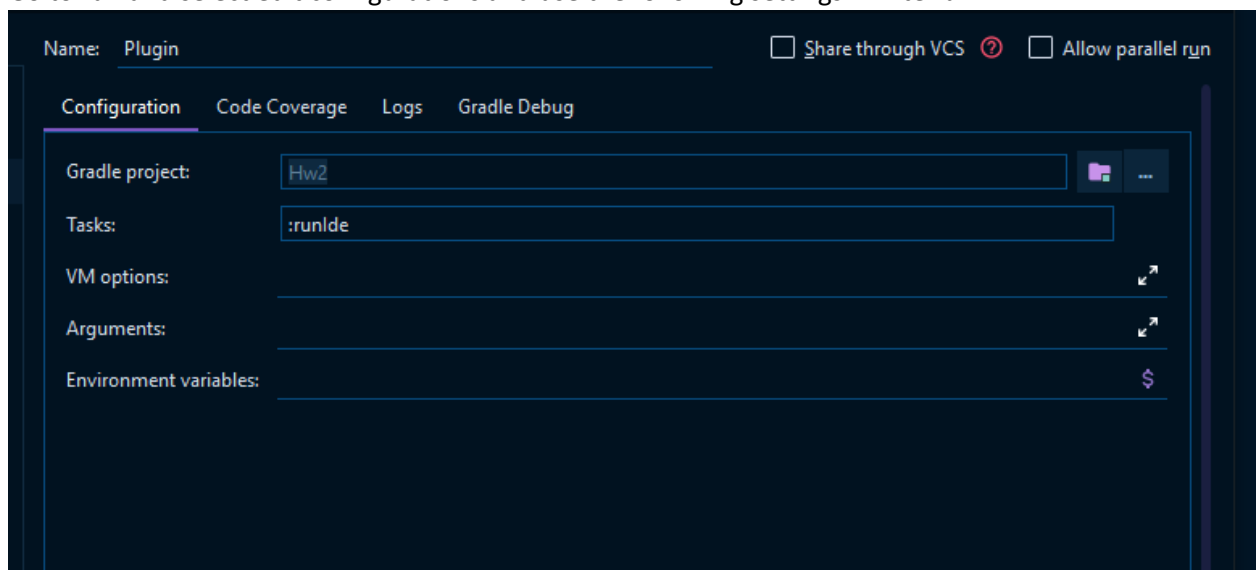 Name: Plugin Share through VCS ? Allow parallel run
Configuration Code Coverage Logs Gradle Debug
Gradle project: Hw2 ...
Tasks: :runIde
VM options:
Arguments:
Environment variables: $